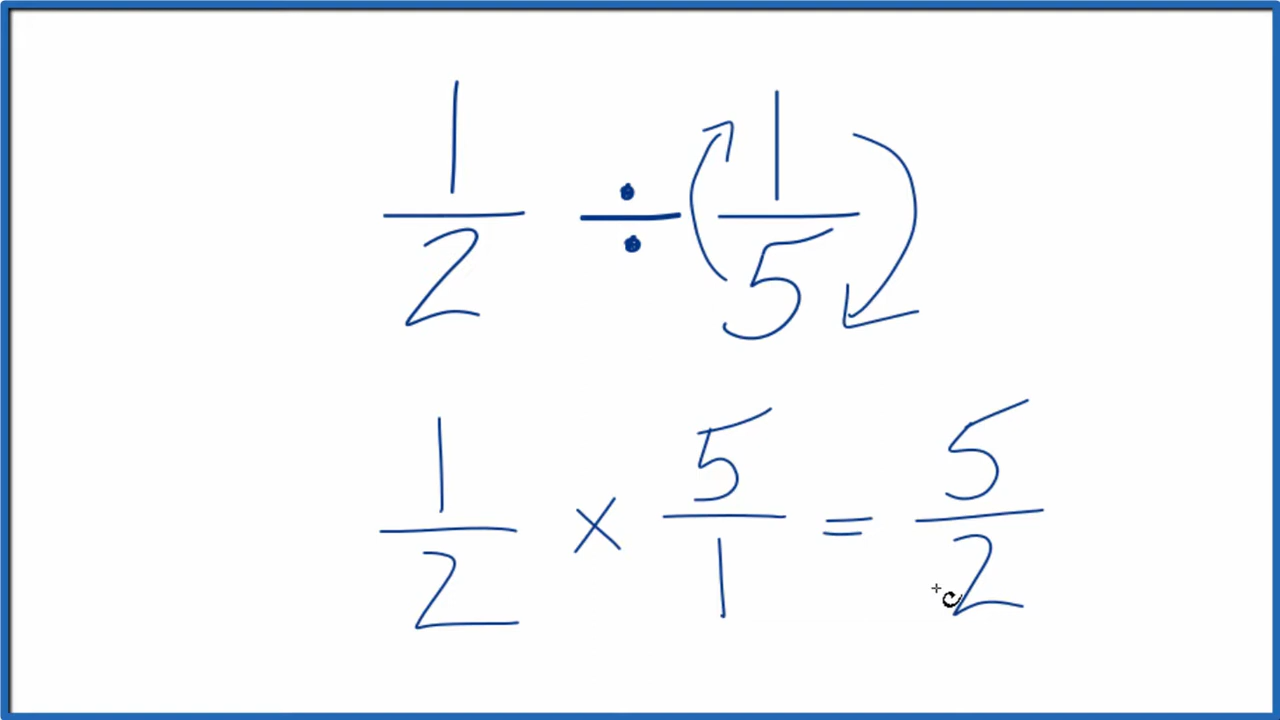 1/2 ÷ 1/5
1/2 × 5/1 = 5/2